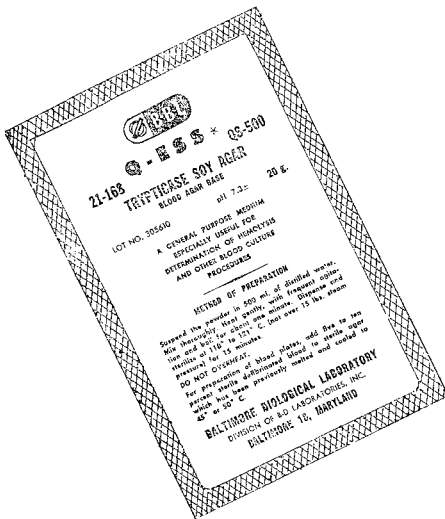 BBL
Q-ESS*
21-168 QS-500
TRYPTICASE SOY AGAR
BLOOD AGAR BASE
pH 7.3± 20 g.
LOT NO. 305610
A GENERAL PURPOSE MEDIUM
ESPECIALLY USEFUL FOR
DETERMINATION OF HEMOLYSIS
AND OTHER BLOOD CULTURE
PROCEDURES
METHOD OF PREPARATION
Suspend the powder in 500 ml. of distilled water.
Mix thoroughly. Heat gently, with frequent agita-
tion and boil for about one minute. Dispense and
sterilize at 118° to 121° C. (not over 15 lbs. steam
pressure) for 15 minutes.
DO NOT OVERHEAT.
For preparation of blood plates, add five to ten
percent sterile defibrinated blood to sterile agar
which has been previously melted and cooled to
45° or 50° C.
BALTIMORE BIOLOGICAL LABORATORY
DIVISION OF B-D LABORATORIES, INC.
BALTIMORE 18, MARYLAND